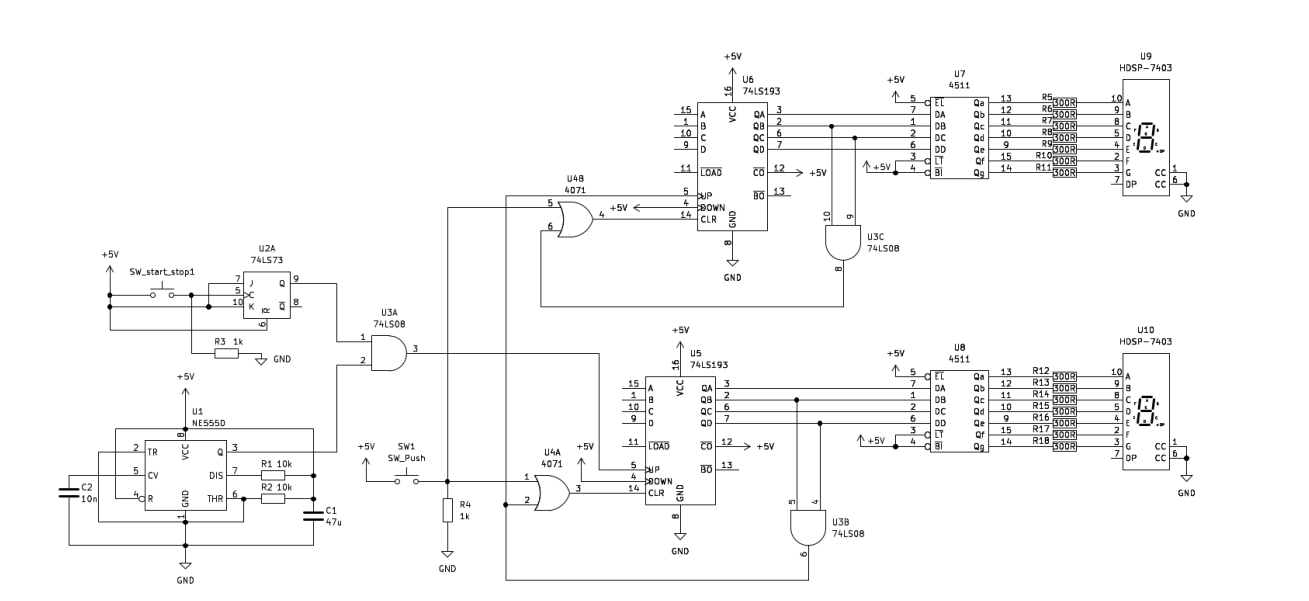 +5V
U6
74LS193
16
VCC
15 A QA 3
1 B QB 2
10 C QC 6
9 D QD 7
11 LOAD CO 12
+5V
5 UP BO 13
+5V
4 DOWN
14 CLR
GND
8
GND
U4B
4071
5
6
4
10
9
U3C
74LS08
8
+5V
U7
4511
5 EL Qa 13
7 DA Qb 12
1 DB Qc 11
2 DC Qd 10
6 DD Qe 9
3 LT Qf 15
4 BI Qg 14
+5V
R5 300R
R6 300R
R7 300R
R8 300R
R9 300R
R10 300R
R11 300R
U9
HDSP-7403
10 A
9 B
8 C
5 D
4 E
2 F
3 G
7 DP
CC 1
CC 6
GND
+5V
SW_start_stop1
U2A
74LS73
7 J Q 9
5 C
10 K Q 8
R
6
R3 1k
GND
U3A
74LS08
1
2
3
+5V
U1
NE555D
8
VCC
2 TR Q 3
5 CV DIS 7
4 R THR 6
GND
1
R1 10k
R2 10k
C2
10n
C1
47u
GND
+5V
SW1
SW_Push
R4
1k
GND
U4A
4071
1
2
3
+5V
+5V
U5
74LS193
16
VCC
15 A QA 3
1 B QB 2
10 C QC 6
9 D QD 7
11 LOAD CO 12
+5V
5 UP BO 13
4 DOWN
14 CLR
GND
8
GND
5
4
U3B
74LS08
6
+5V
U8
4511
5 EL Qa 13
7 DA Qb 12
1 DB Qc 11
2 DC Qd 10
6 DD Qe 9
3 LT Qf 15
4 BI Qg 14
+5V
R12 300R
R13 300R
R14 300R
R15 300R
R16 300R
R17 300R
R18 300R
U10
HDSP-7403
10 A
9 B
8 C
5 D
4 E
2 F
3 G
7 DP
CC 1
CC 6
GND